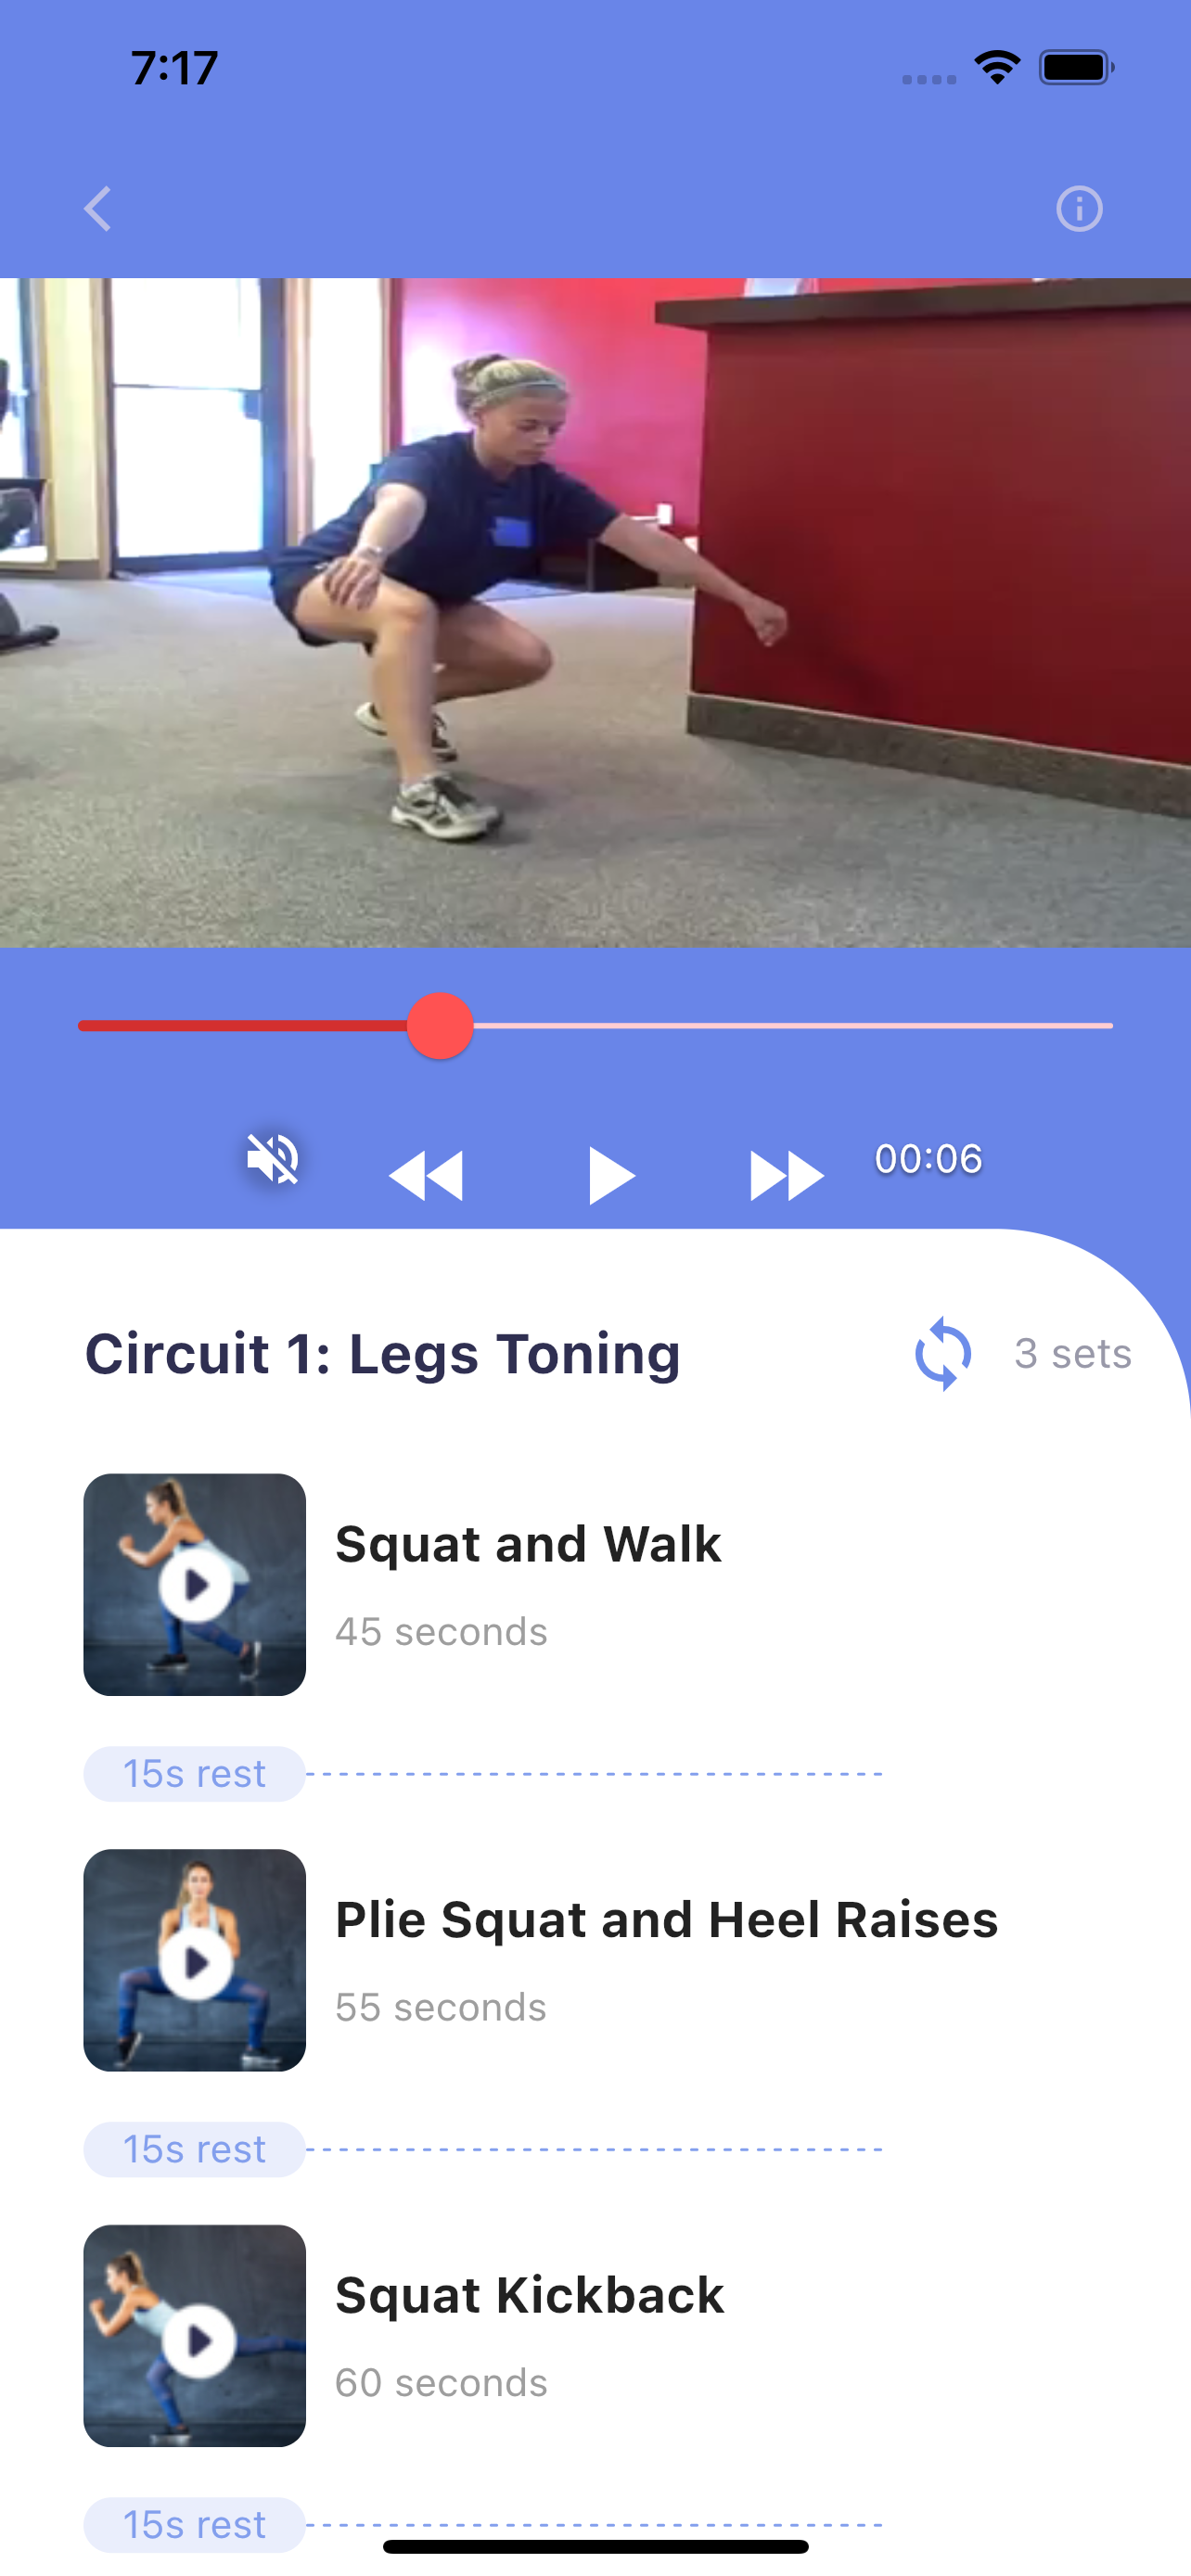 7:17
00:06
Circuit 1: Legs Toning
3 sets
Squat and Walk
45 seconds
15s rest
Plie Squat and Heel Raises
55 seconds
15s rest
Squat Kickback
60 seconds
15s rest